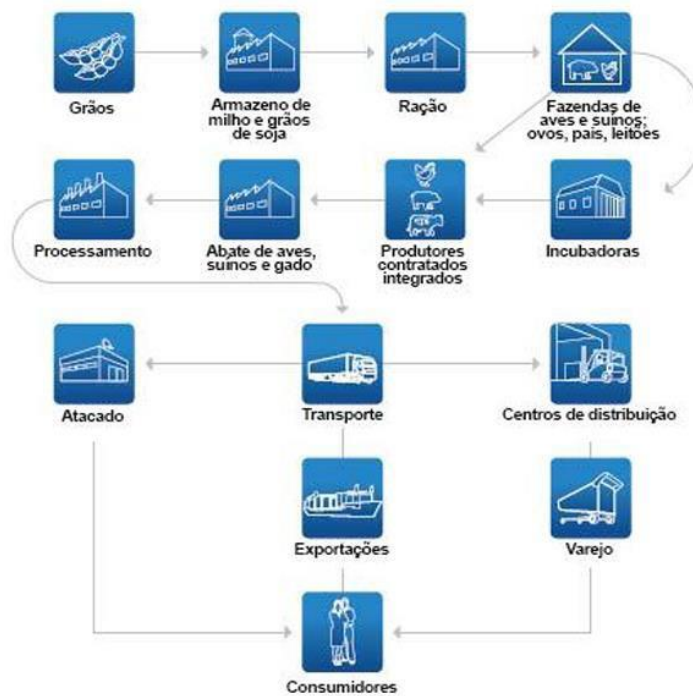 Grãos
Armazeno de
milho e grãos
de soja
Ração
Fazendas de
aves e suínos;
ovos, pais, leitões
Processamento
Abate de aves,
suínos e gado
Produtores
contratados
integrados
Incubadoras
Atacado
Transporte
Centros de distribuição
Exportações
Varejo
Consumidores